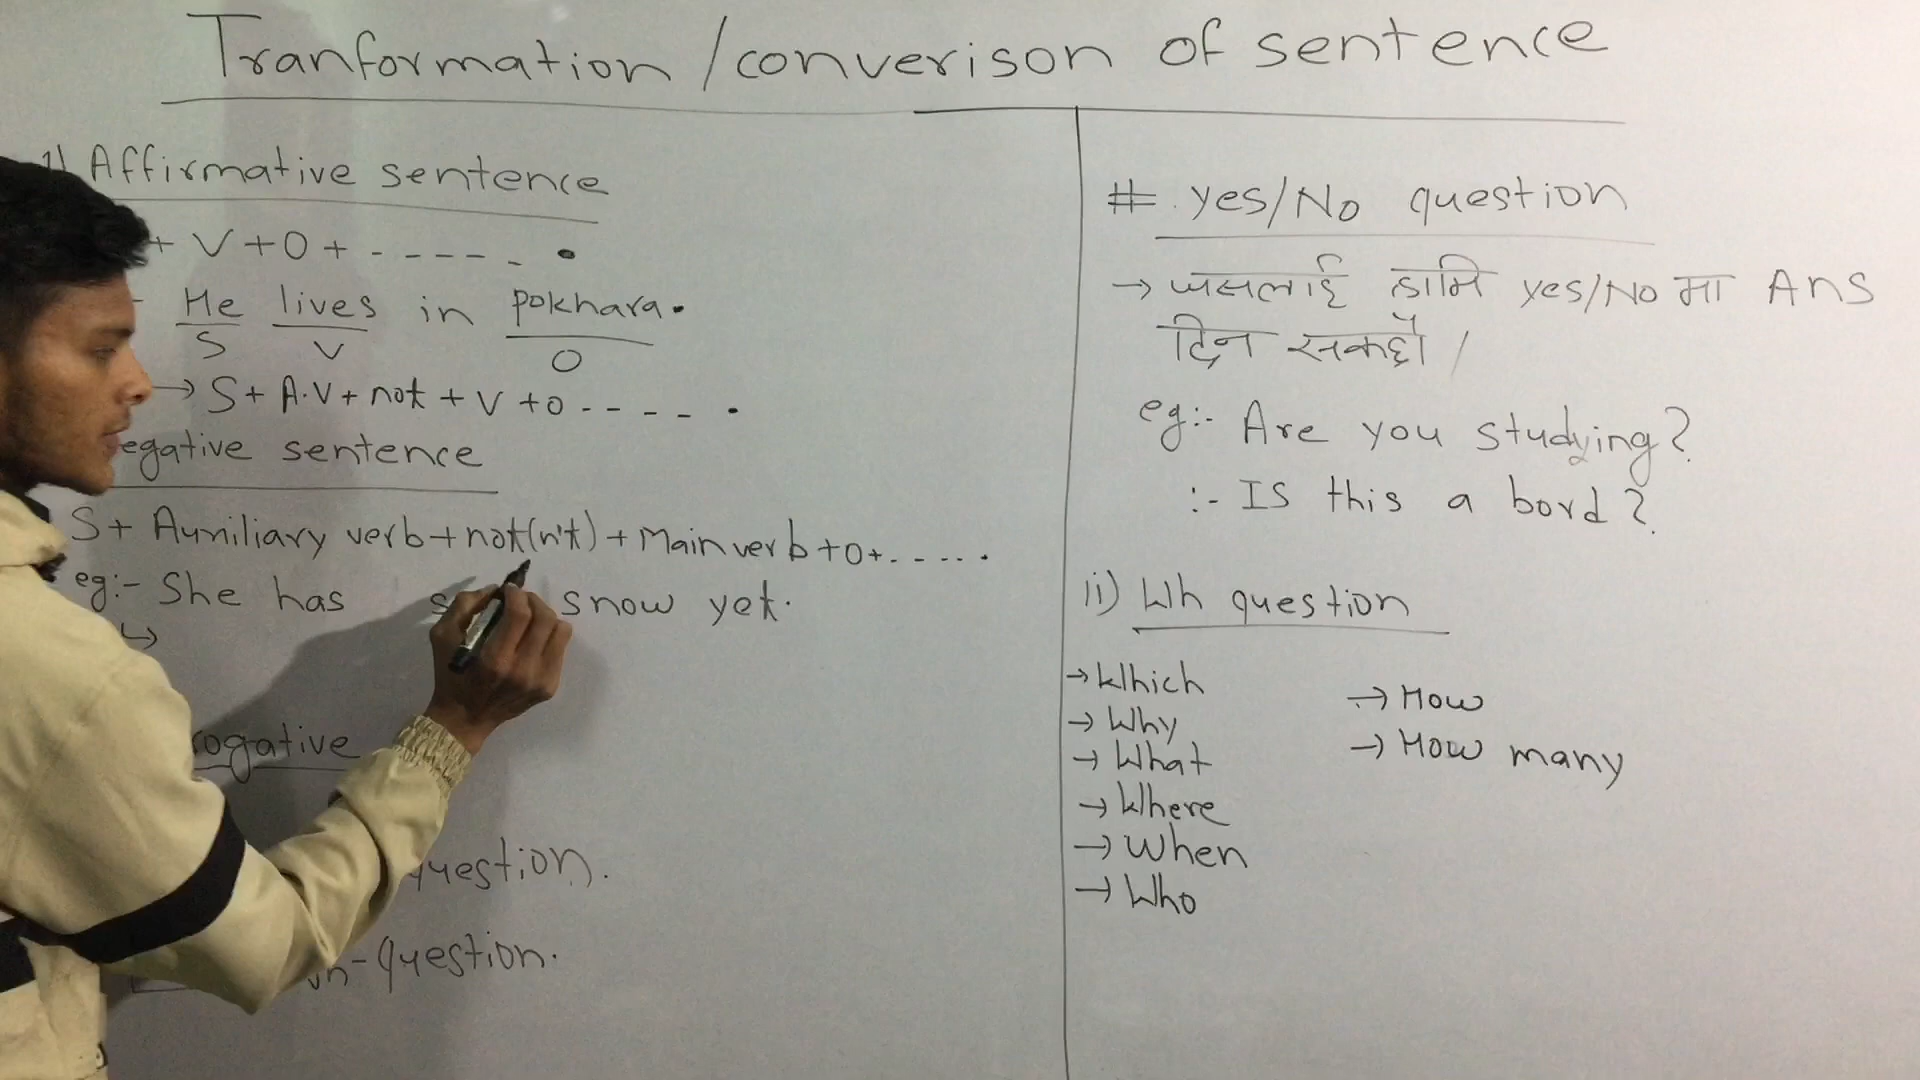 Tranformation / converison of sentence
1) Affirmative sentence
+ V + O + - - - - - - .
He lives in pokhara.
S V O
→ S + A.V + not + V + O - - - - .
egative sentence
S + Auxiliary verb + not (n't) + Main verb + O + - - - - .
eg:- She has snow yet.
↳
rogative
question.
wh-question.
# yes/No question
→ जसलाई हामि yes/No मा Ans
दिन सक्छौ ।
eg:- Are you studying?
:- Is this a bord?
ii) Wh question
→ Which
→ Why
→ What
→ Where
→ When
→ Who
→ How
→ How many